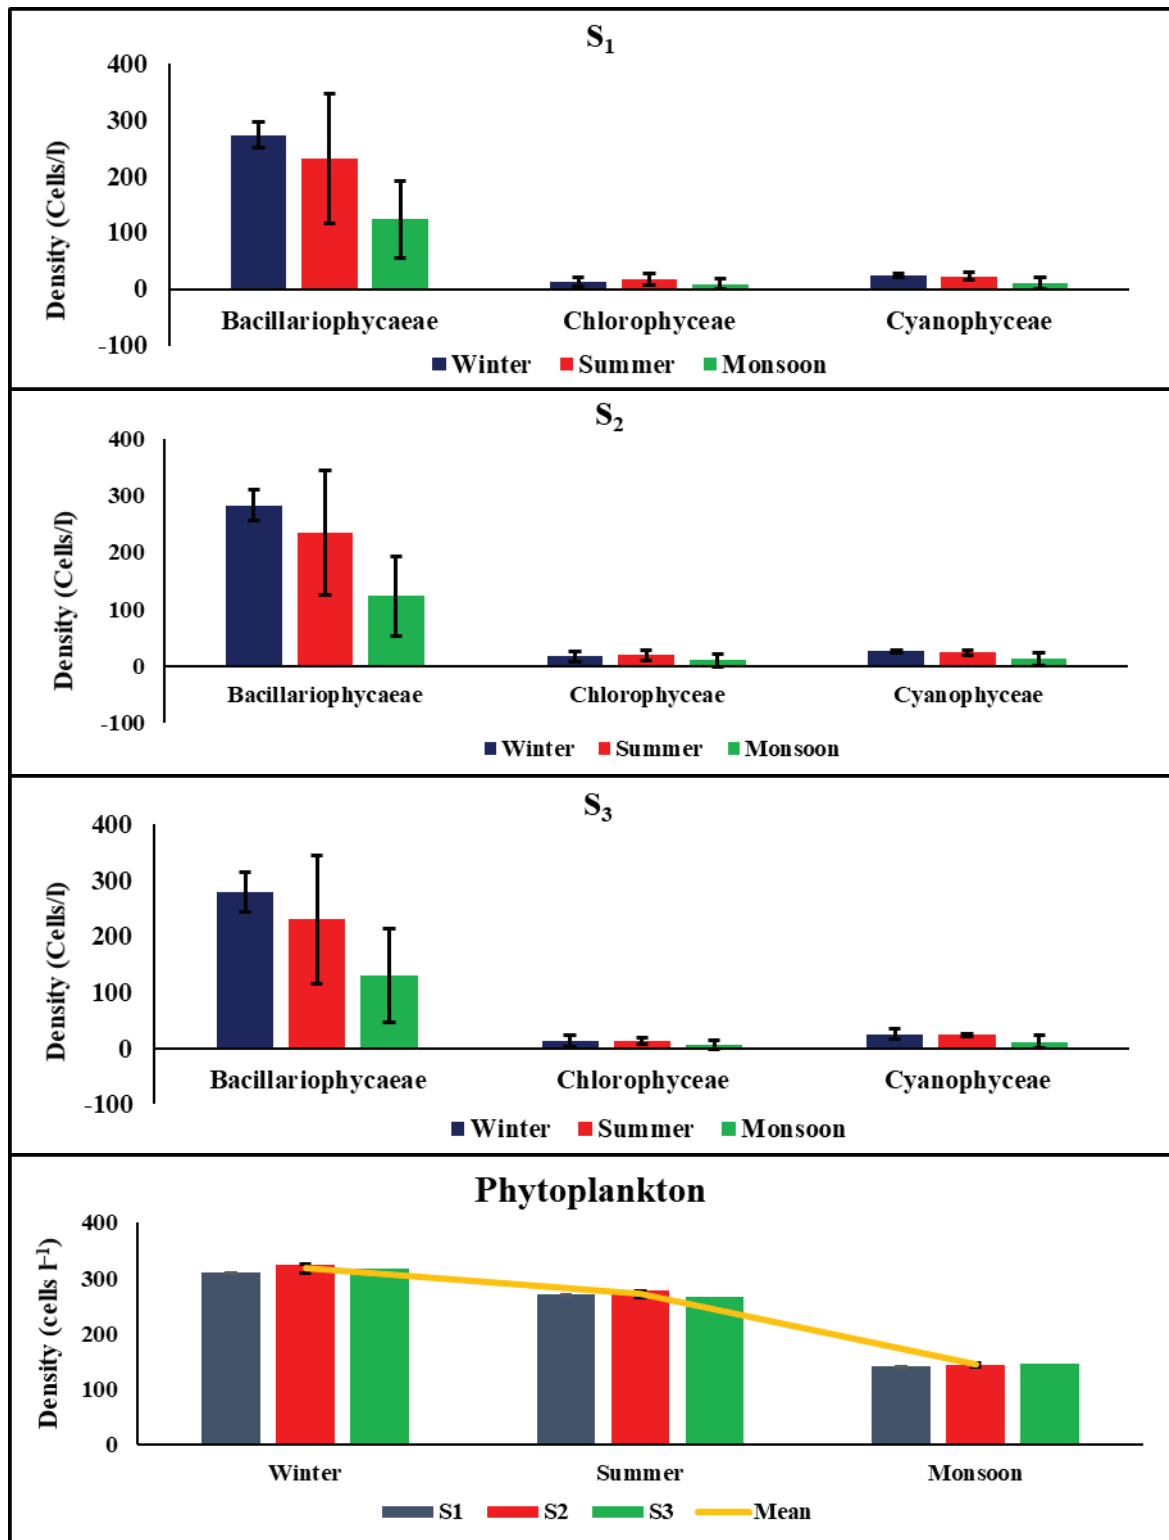 S₁
400
300
200
100
0
-100
Density (Cells/l)
Bacillariophycaeae Chlorophyceae Cyanophyceae
Winter Summer Monsoon
S₂
400
300
200
100
0
-100
Density (Cells/l)
Bacillariophycaeae Chlorophyceae Cyanophyceae
Winter Summer Monsoon
S₃
400
300
200
100
0
-100
Density (Cells/l)
Bacillariophycaeae Chlorophyceae Cyanophyceae
Winter Summer Monsoon
Phytoplankton
400
300
200
100
0
Density (cells l⁻¹)
Winter Summer Monsoon
S1 S2 S3 Mean